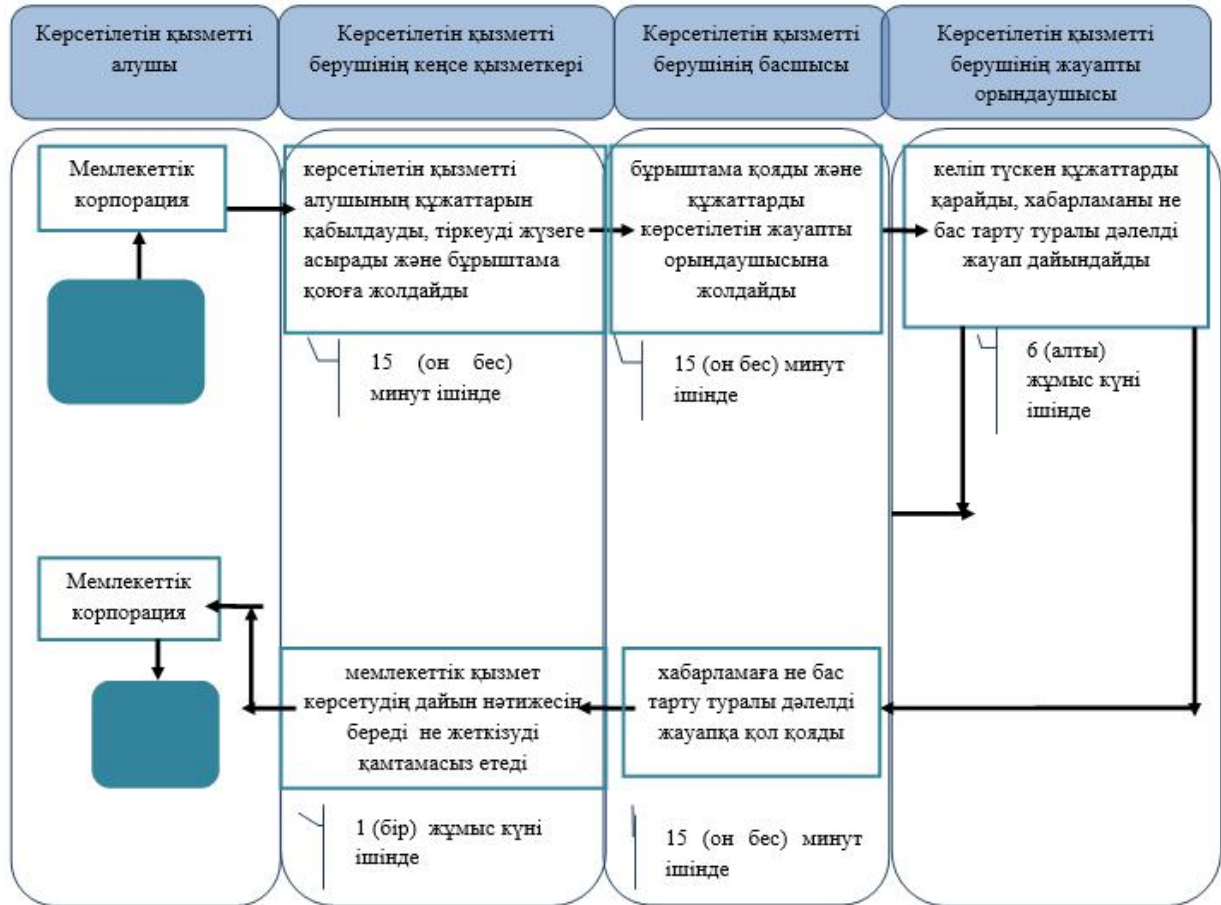 Көрсетілетін қызметті
алушы
Көрсетілетін қызметті
берушінің кеңсе қызметкері
Көрсетілетін қызметті
берушінің басшысы
Көрсетілетін қызметті
берушінің жауапты
орындаушысы
Мемлекеттік
корпорация
көрсетілетін қызметті
алушының құжаттарын
қабылдауды, тіркеуді жүзеге
асырады және бұрыштама
қоюға жолдайды
бұрыштама қояды және
құжаттарды
көрсетілетін жауапты
орындаушысына
жолдайды
келіп түскен құжаттарды
қарайды, хабарламаны не
бас тарту туралы дәлелді
жауап дайындайды
15 (он бес)
минут ішінде
15 (он бес) минут
ішінде
6 (алты)
жұмыс күні
ішінде
Мемлекеттік
корпорация
мемлекеттік қызмет
көрсетудің дайын нәтижесін
береді не жеткізуді
қамтамасыз етеді
хабарламаға не бас
тарту туралы дәлелді
жауапқа қол қояды
1 (бір) жұмыс күні
ішінде
15 (он бес) минут
ішінде